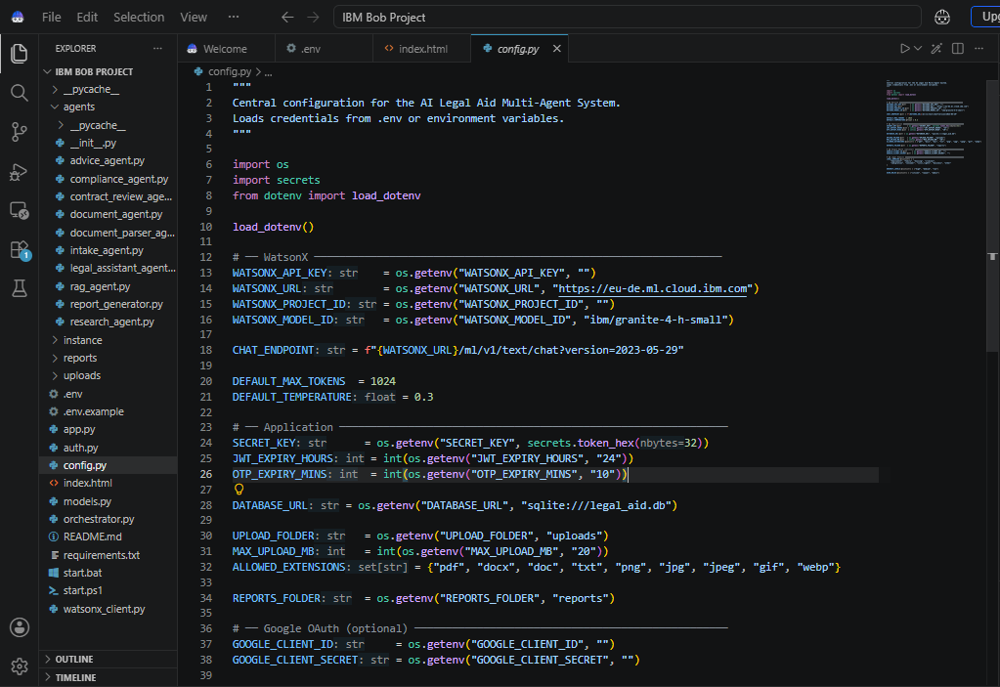 File Edit Selection View ··· IBM Bob Project Upg
EXPLORER ···
Welcome .env index.html config.py
IBM BOB PROJECT
__pycache__
agents
__pycache__
__init__.py
advice_agent.py
compliance_agent.py
contract_review_age...
document_agent.py
document_parser_ag...
intake_agent.py
legal_assistant_agent...
rag_agent.py
report_generator.py
research_agent.py
instance
reports
uploads
.env
.env.example
app.py
auth.py
config.py
index.html
models.py
orchestrator.py
README.md
requirements.txt
start.bat
start.ps1
watsonx_client.py
OUTLINE
TIMELINE
1
config.py > ...
1 """
2 Central configuration for the AI Legal Aid Multi-Agent System.
3 Loads credentials from .env or environment variables.
4 """
5
6 import os
7 import secrets
8 from dotenv import load_dotenv
9
10 load_dotenv()
11
12 # ── WatsonX ──────────────────────────────
13 WATSONX_API_KEY: str = os.getenv("WATSONX_API_KEY", "")
14 WATSONX_URL: str = os.getenv("WATSONX_URL", "https://eu-de.ml.cloud.ibm.com")
15 WATSONX_PROJECT_ID: str = os.getenv("WATSONX_PROJECT_ID", "")
16 WATSONX_MODEL_ID: str = os.getenv("WATSONX_MODEL_ID", "ibm/granite-4-h-small")
17
18 CHAT_ENDPOINT: str = f"{WATSONX_URL}/ml/v1/text/chat?version=2023-05-29"
19
20 DEFAULT_MAX_TOKENS = 1024
21 DEFAULT_TEMPERATURE: float = 0.3
22
23 # ── Application ──────────────────────────────
24 SECRET_KEY: str = os.getenv("SECRET_KEY", secrets.token_hex(nbytes=32))
25 JWT_EXPIRY_HOURS: int = int(os.getenv("JWT_EXPIRY_HOURS", "24"))
26 OTP_EXPIRY_MINS: int = int(os.getenv("OTP_EXPIRY_MINS", "10"))
27
28 DATABASE_URL: str = os.getenv("DATABASE_URL", "sqlite:///legal_aid.db")
29
30 UPLOAD_FOLDER: str = os.getenv("UPLOAD_FOLDER", "uploads")
31 MAX_UPLOAD_MB: int = int(os.getenv("MAX_UPLOAD_MB", "20"))
32 ALLOWED_EXTENSIONS: set[str] = {"pdf", "docx", "doc", "txt", "png", "jpg", "jpeg", "gif", "webp"}
33
34 REPORTS_FOLDER: str = os.getenv("REPORTS_FOLDER", "reports")
35
36 # ── Google OAuth (optional) ──────────────────────────────
37 GOOGLE_CLIENT_ID: str = os.getenv("GOOGLE_CLIENT_ID", "")
38 GOOGLE_CLIENT_SECRET: str = os.getenv("GOOGLE_CLIENT_SECRET", "")
39